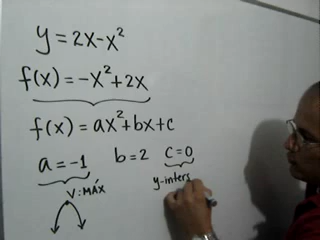 y = 2x-x²
f(x) = -x²+2x
f(x) = ax²+bx+c
a = -1 b = 2 c = 0
V: MÁX y-inters